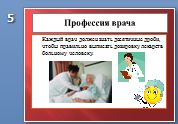 5
Профессия врача
Каждый врач должен знать десятичные дроби,
чтобы правильно выписать дозировку лекарств
больному человеку.